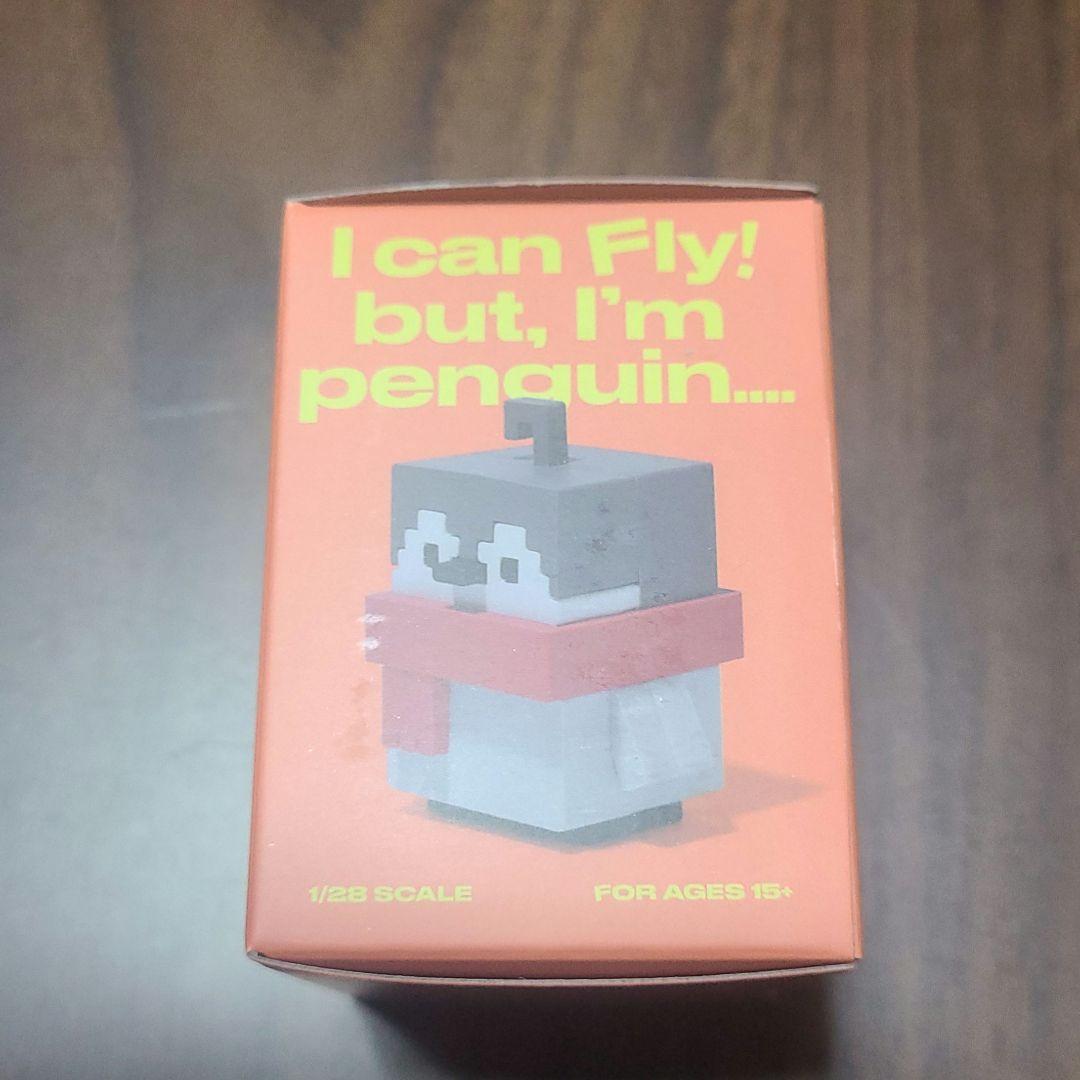 I can Fly!
but, I'm
penguin....
1/28 SCALE
FOR AGES 15+